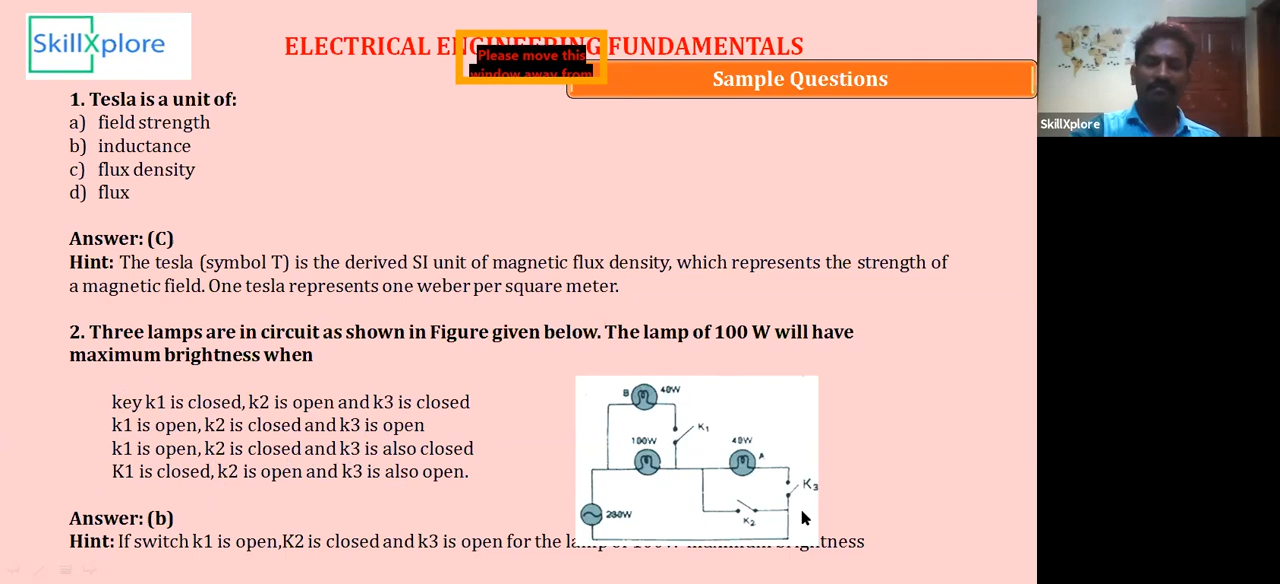 SkillXplore
ELECTRICAL ENGINEERING FUNDAMENTALS
Please move this
window away from
Sample Questions
SkillXplore
1. Tesla is a unit of:
a) field strength
b) inductance
c) flux density
d) flux
Answer: (C)
Hint: The tesla (symbol T) is the derived SI unit of magnetic flux density, which represents the strength of
a magnetic field. One tesla represents one weber per square meter.
2. Three lamps are in circuit as shown in Figure given below. The lamp of 100 W will have
maximum brightness when
key k1 is closed, k2 is open and k3 is closed
k1 is open, k2 is closed and k3 is open
k1 is open, k2 is closed and k3 is also closed
K1 is closed, k2 is open and k3 is also open.
B 40W
K1
100W
40W
A
K3
K2
230W
Answer: (b)
Hint: If switch k1 is open,K2 is closed and k3 is open for the